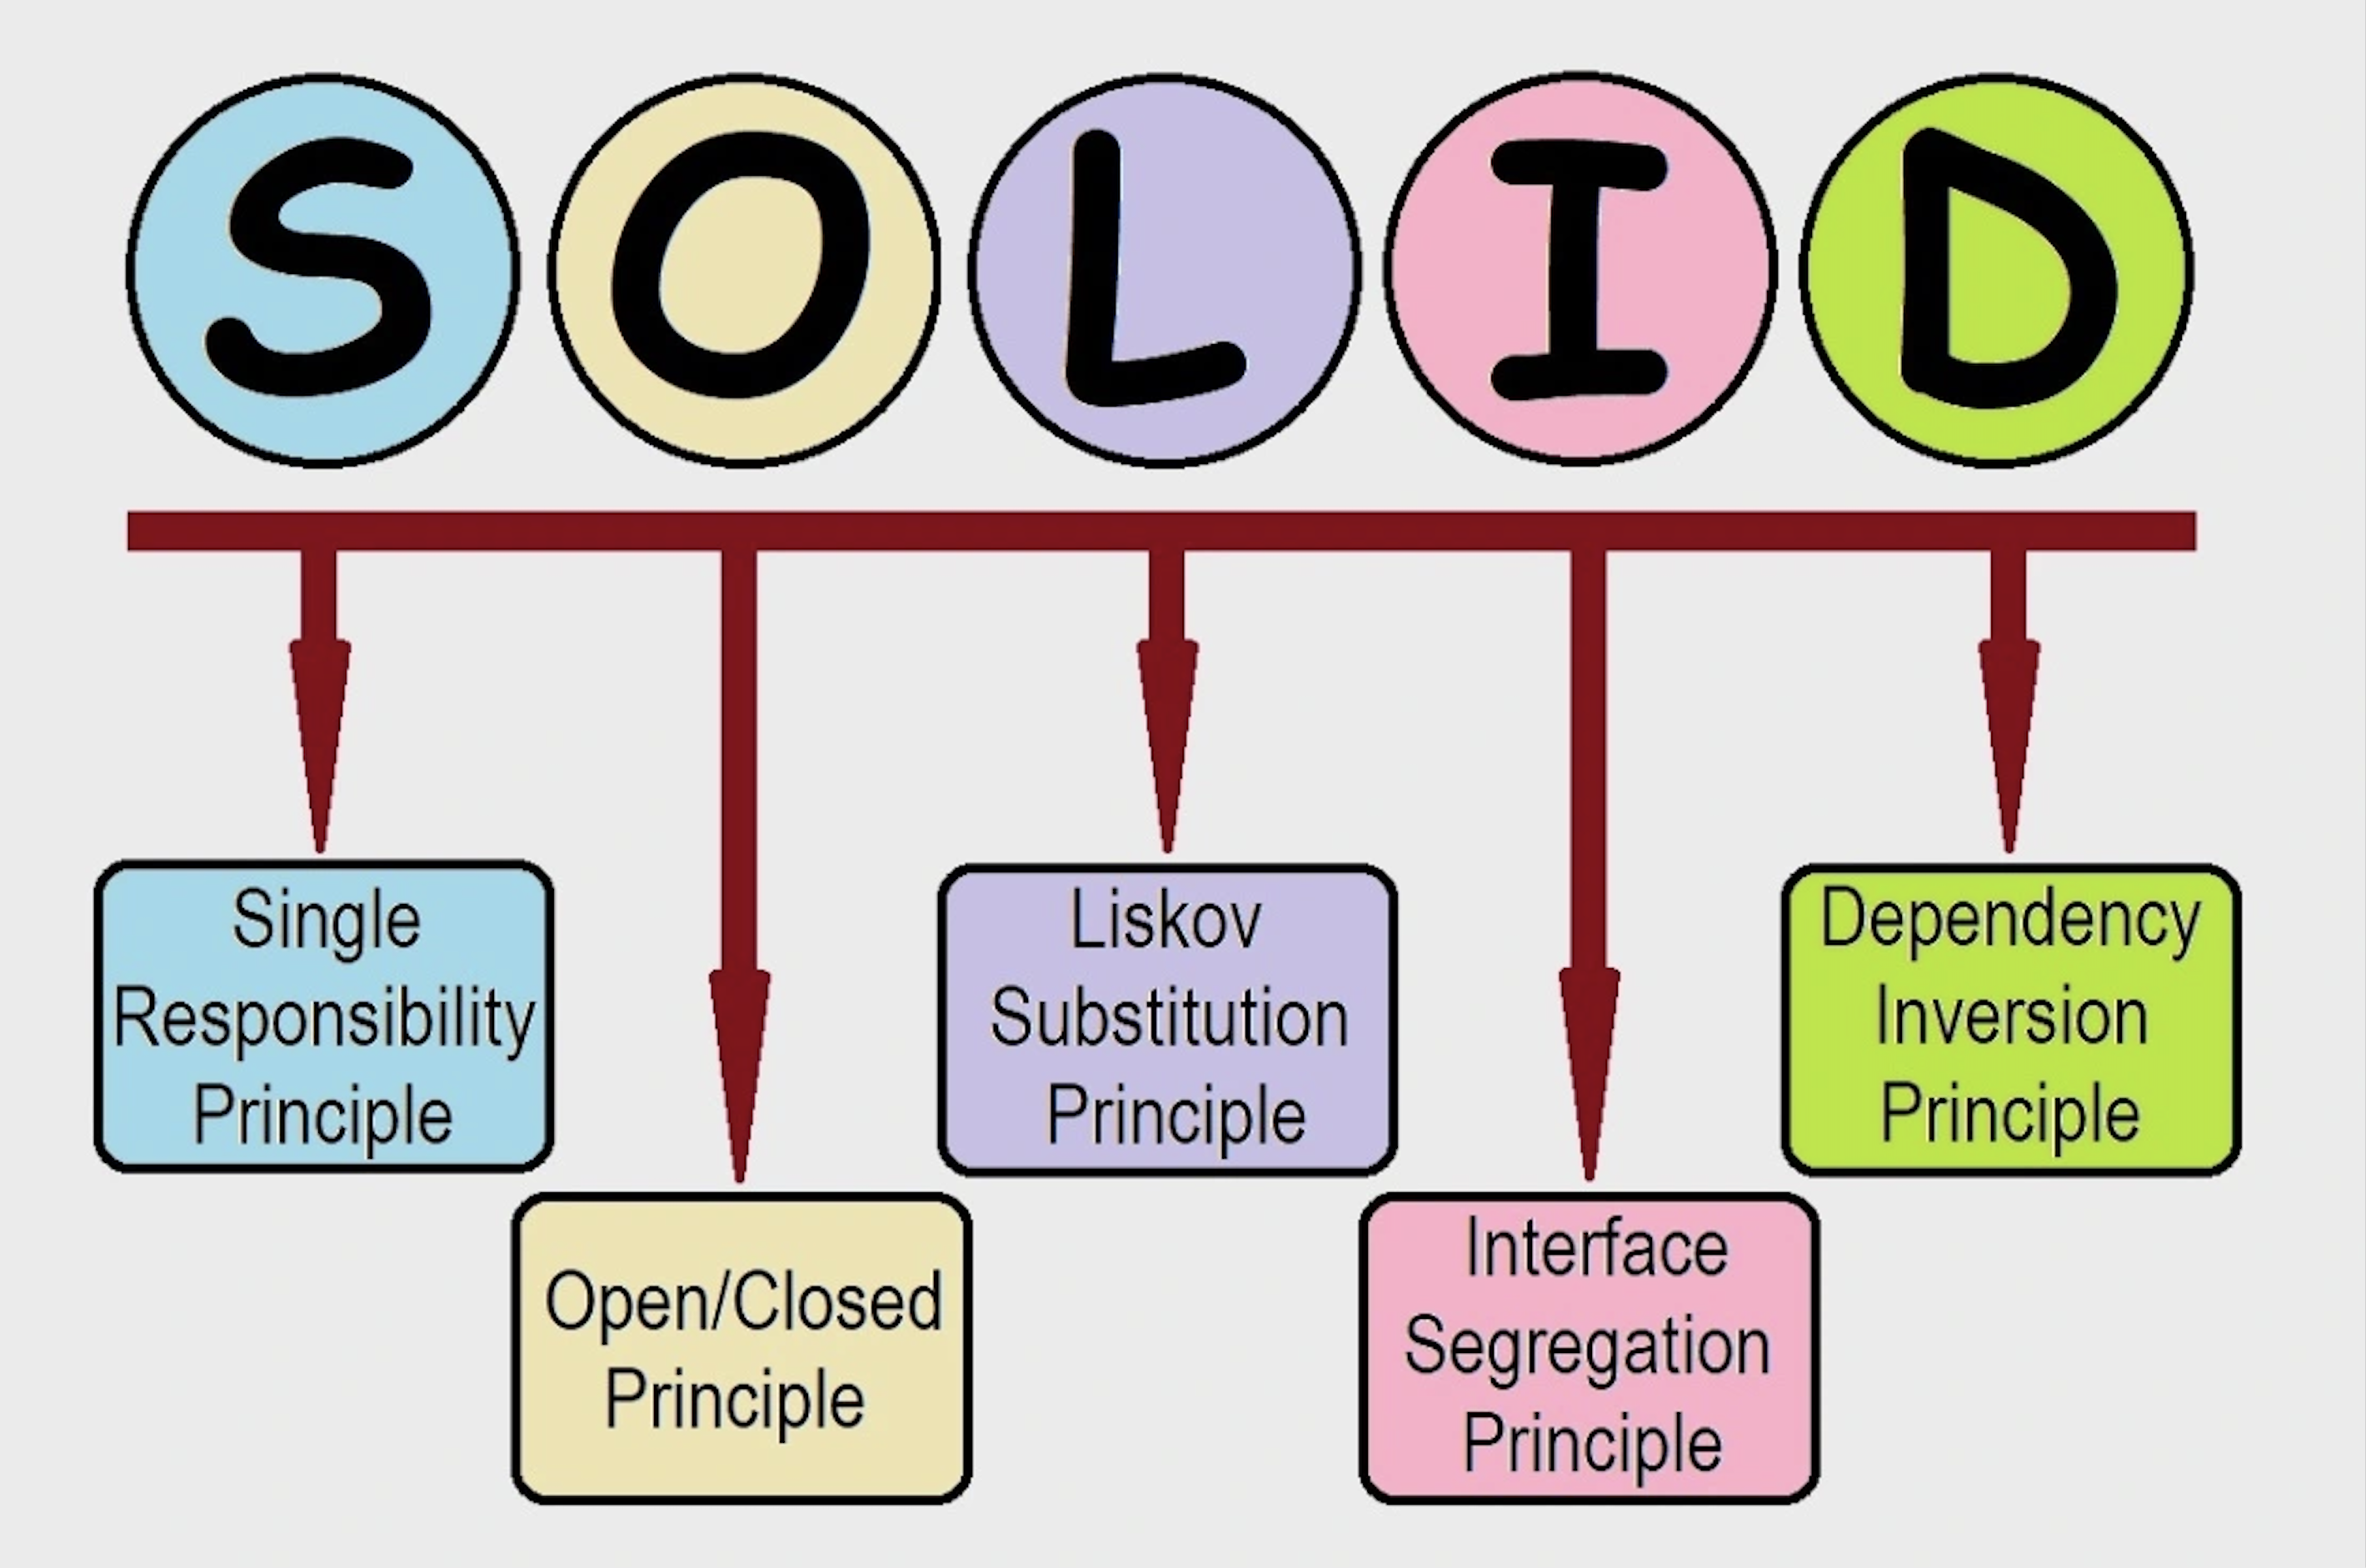 S O L I D
Single
Responsibility
Principle
Open/Closed
Principle
Liskov
Substitution
Principle
Interface
Segregation
Principle
Dependency
Inversion
Principle